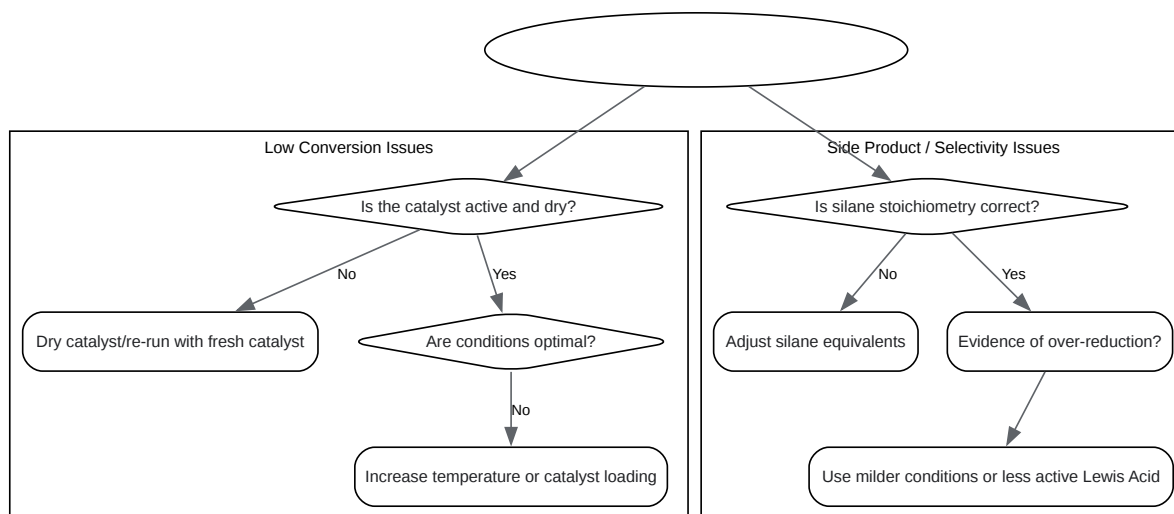 Low Conversion Issues
Side Product / Selectivity Issues
Is the catalyst active and dry?
Is silane stoichiometry correct?
No
Yes
No
Yes
Dry catalyst/re-run with fresh catalyst
Are conditions optimal?
Adjust silane equivalents
Evidence of over-reduction?
No
Increase temperature or catalyst loading
Use milder conditions or less active Lewis Acid